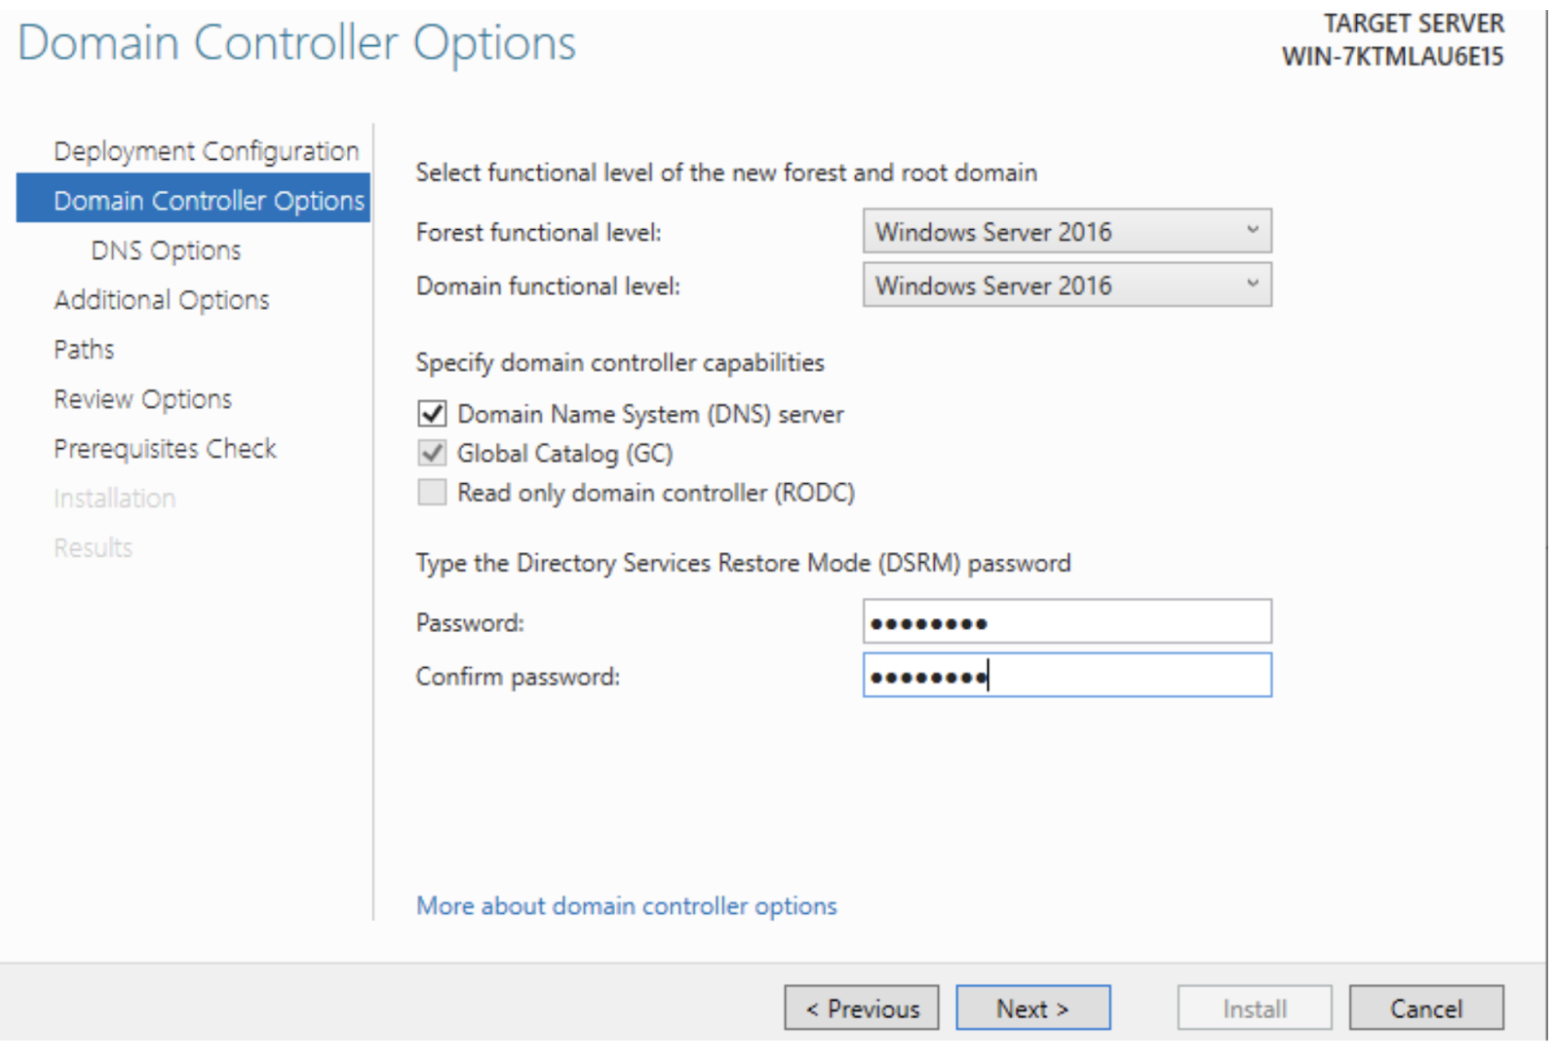 Domain Controller Options
TARGET SERVER
WIN-7KTMLAU6E15
Deployment Configuration
Domain Controller Options
DNS Options
Additional Options
Paths
Review Options
Prerequisites Check
Installation
Results
Select functional level of the new forest and root domain
Forest functional level: Windows Server 2016
Domain functional level: Windows Server 2016
Specify domain controller capabilities
Domain Name System (DNS) server
Global Catalog (GC)
Read only domain controller (RODC)
Type the Directory Services Restore Mode (DSRM) password
Password: ●●●●●●●●
Confirm password: ●●●●●●●●
More about domain controller options
< Previous Next > Install Cancel